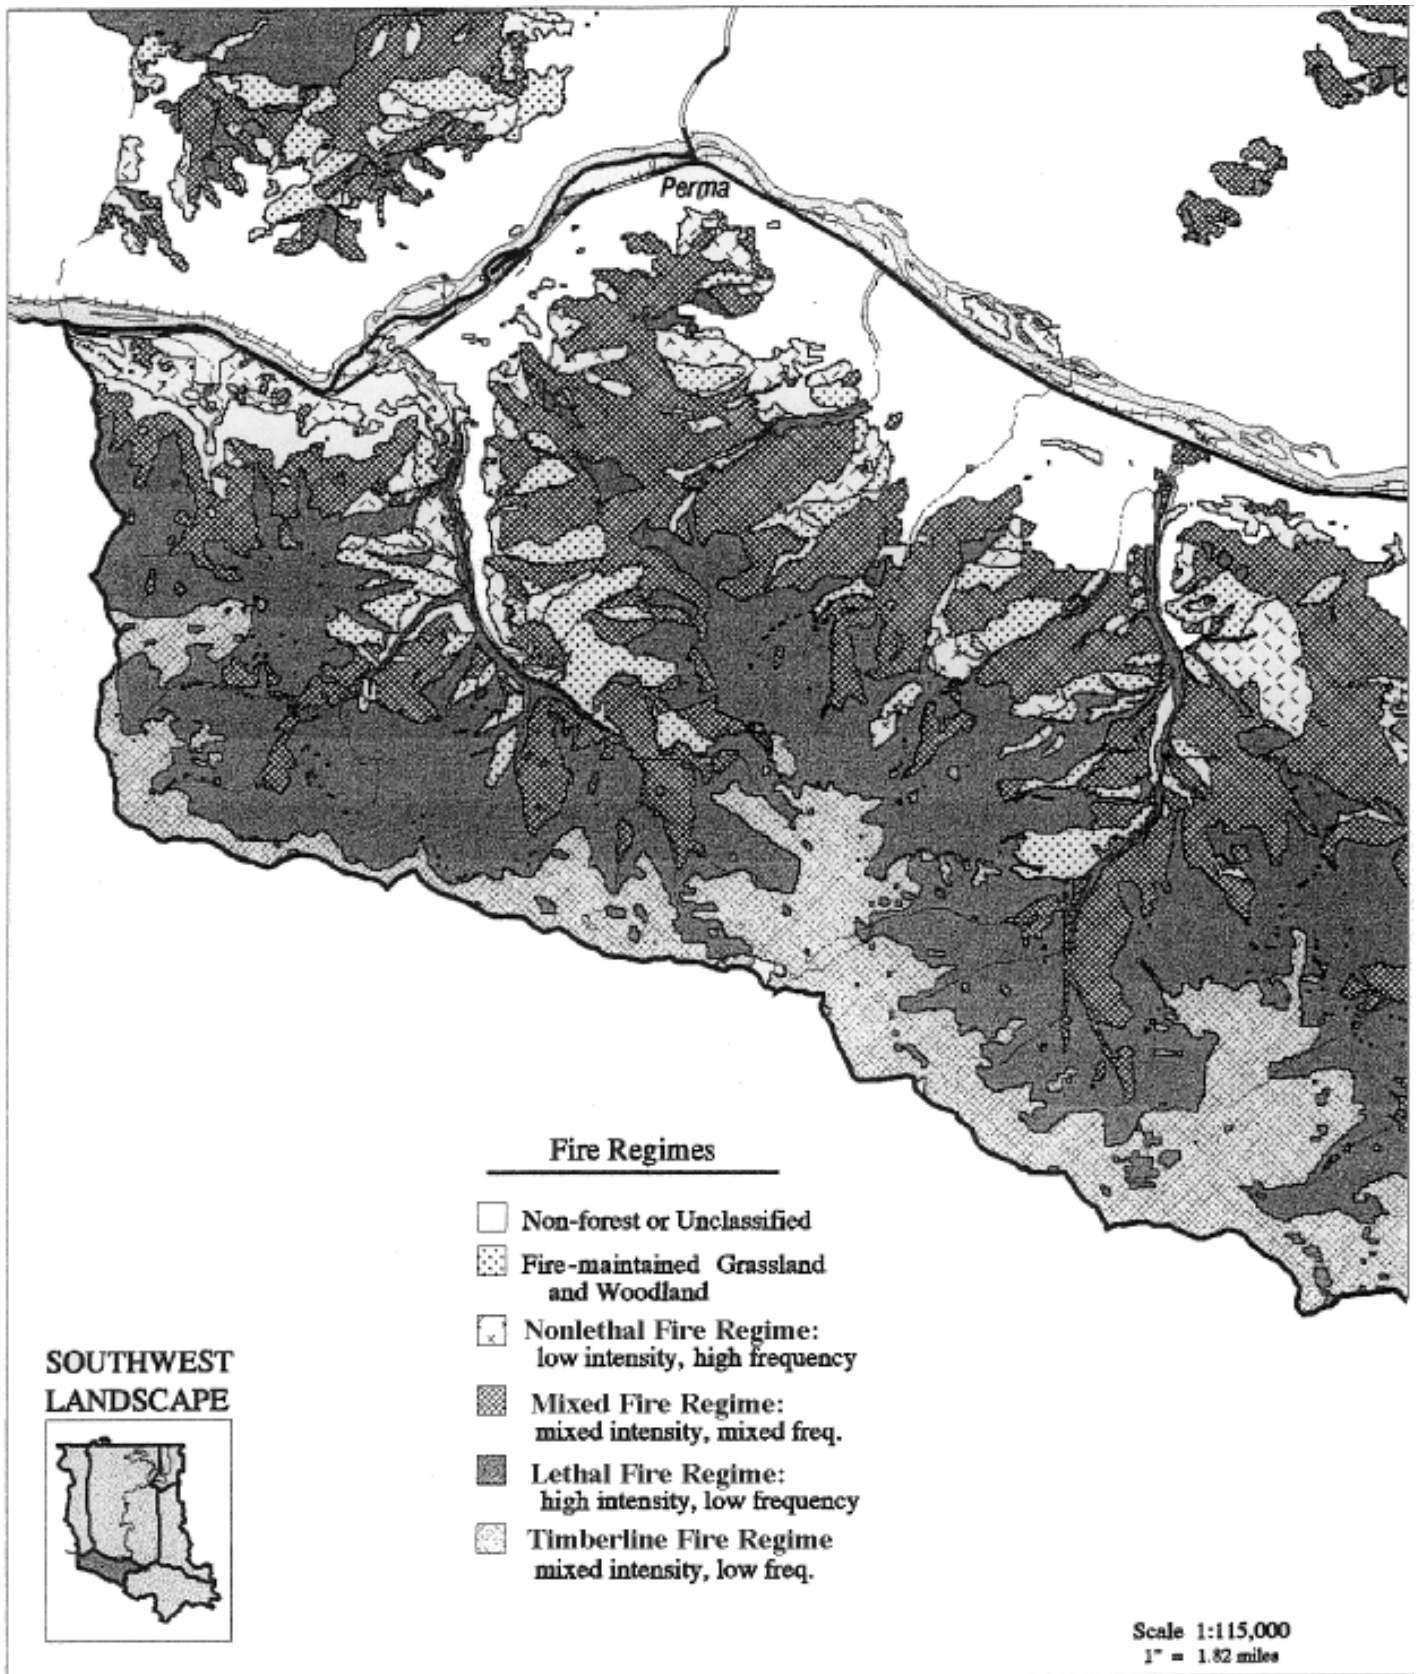 Perma
Fire Regimes
Non-forest or Unclassified
Fire-maintained Grassland
and Woodland
Nonlethal Fire Regime:
low intensity, high frequency
Mixed Fire Regime:
mixed intensity, mixed freq.
Lethal Fire Regime:
high intensity, low frequency
Timberline Fire Regime
mixed intensity, low freq.
SOUTHWEST
LANDSCAPE
Scale 1:115,000
1" = 1.82 miles